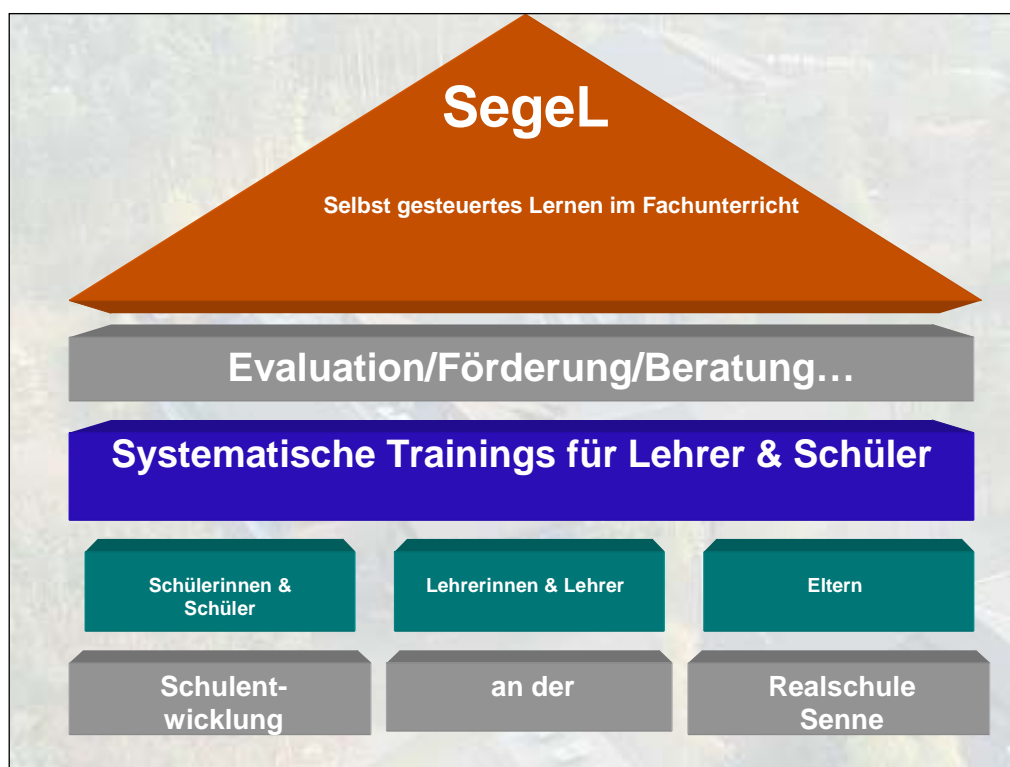 SegeL
Selbst gesteuertes Lernen im Fachunterricht
Evaluation/Förderung/Beratung…
Systematische Trainings für Lehrer & Schüler
Schülerinnen &
Schüler
Lehrerinnen & Lehrer
Eltern
Schulent-
wicklung
an der
Realschule
Senne